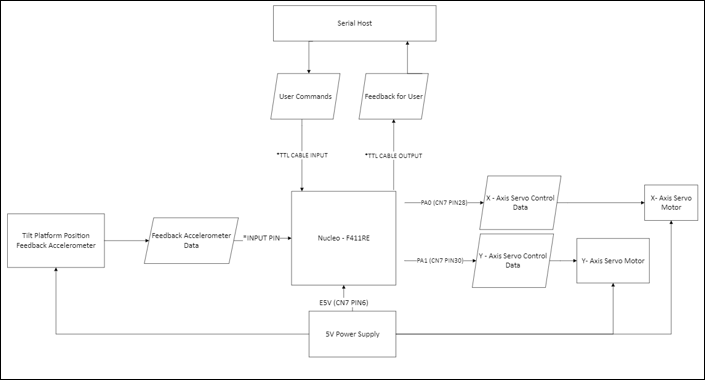 Serial Host
User Commands
Feedback for User
*TTL CABLE INPUT
*TTL CABLE OUTPUT
Tilt Platform Position
Feedback Accelerometer
Feedback Accelerometer
Data
*INPUT PIN
Nucleo - F411RE
PA0 (CN7 PIN28)
X - Axis Servo Control
Data
X- Axis Servo
Motor
PA1 (CN7 PIN30)
Y - Axis Servo Control
Data
Y- Axis Servo Motor
E5V (CN7 PIN6)
5V Power Supply